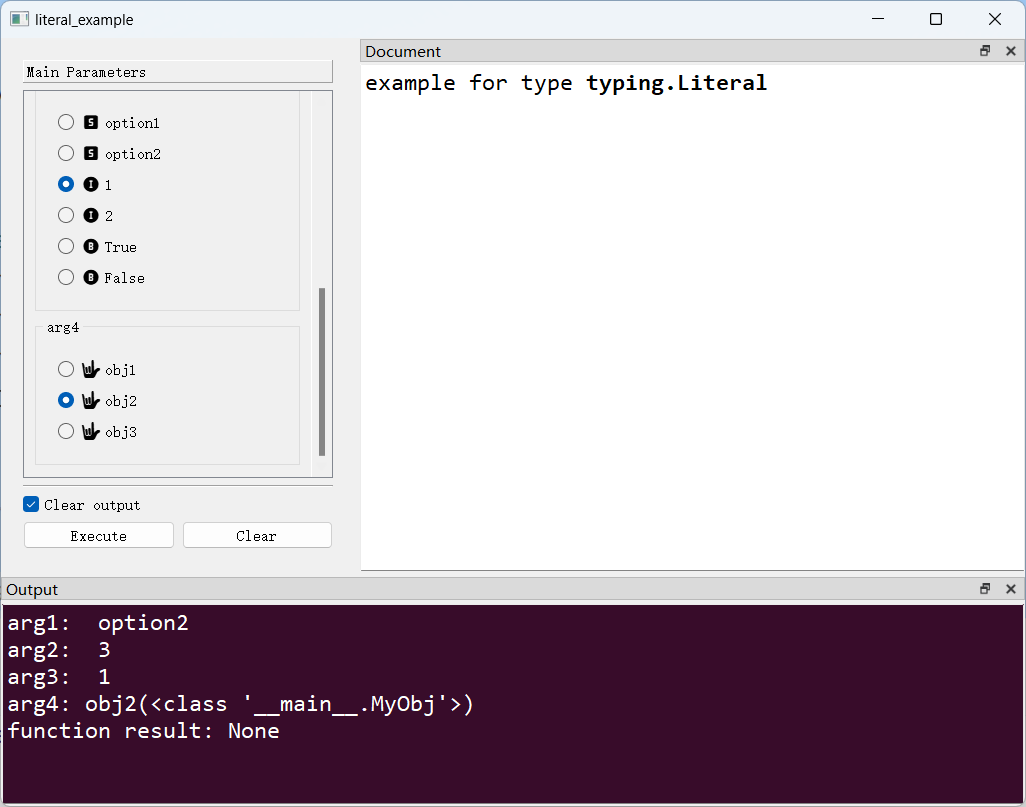 literal_example
Main Parameters
S option1
S option2
I 1
I 2
B True
B False
arg4
obj1
obj2
obj3
Clear output
Execute
Clear
Document
example for type typing.Literal
Output
arg1:  option2
arg2:  3
arg3:  1
arg4: obj2(<class '__main__.MyObj'>)
function result: None